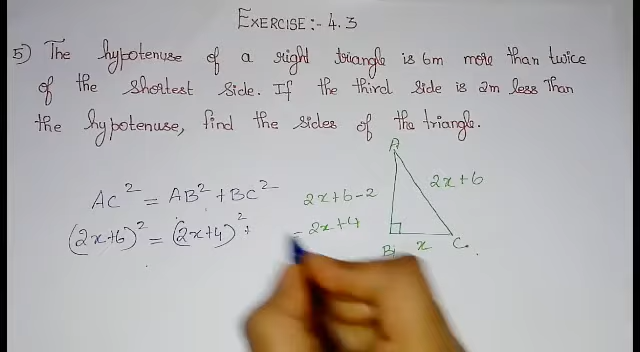 EXERCISE:- 4.3
5) The hypotenuse of a right triangle is 6m more than twice
of the shortest side. If the third side is 2m less than
the hypotenuse, find the sides of the triangle.
A
AC² = AB² + BC²
2x+6-2
2x+6
(2x+6)² = (2x+4)² +
= 2x+4
B
x
C